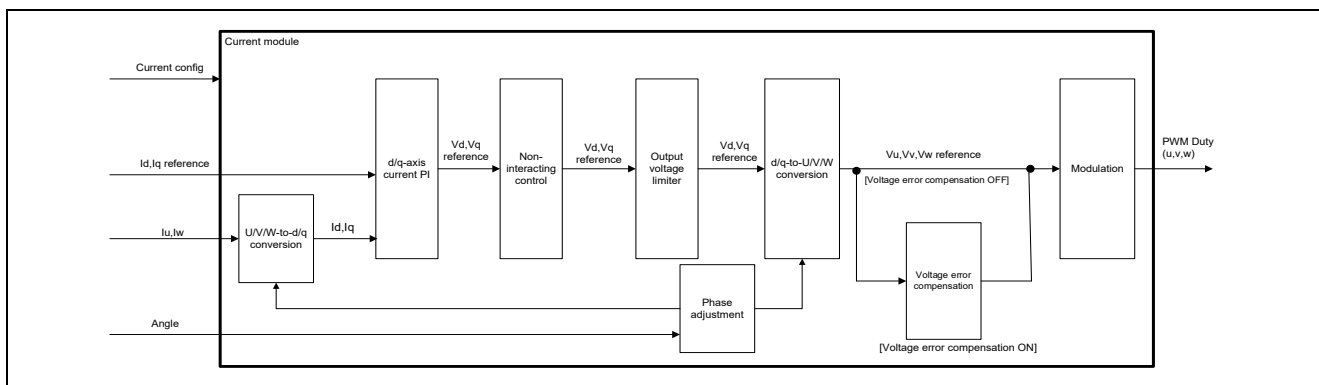 Current module
Current config
Id,Iq reference
Iu,Iw
Angle
U/V/W-to-d/q
conversion
Id,Iq
d/q-axis
current PI
Vd,Vq
reference
Non-
interacting
control
Vd,Vq
reference
Output
voltage
limiter
Vd,Vq
reference
Phase
adjustment
d/q-to-U/V/W
conversion
Vu,Vv,Vw reference
[Voltage error compensation OFF]
Voltage error
compensation
[Voltage error compensation ON]
Modulation
PWM Duty
(u,v,w)